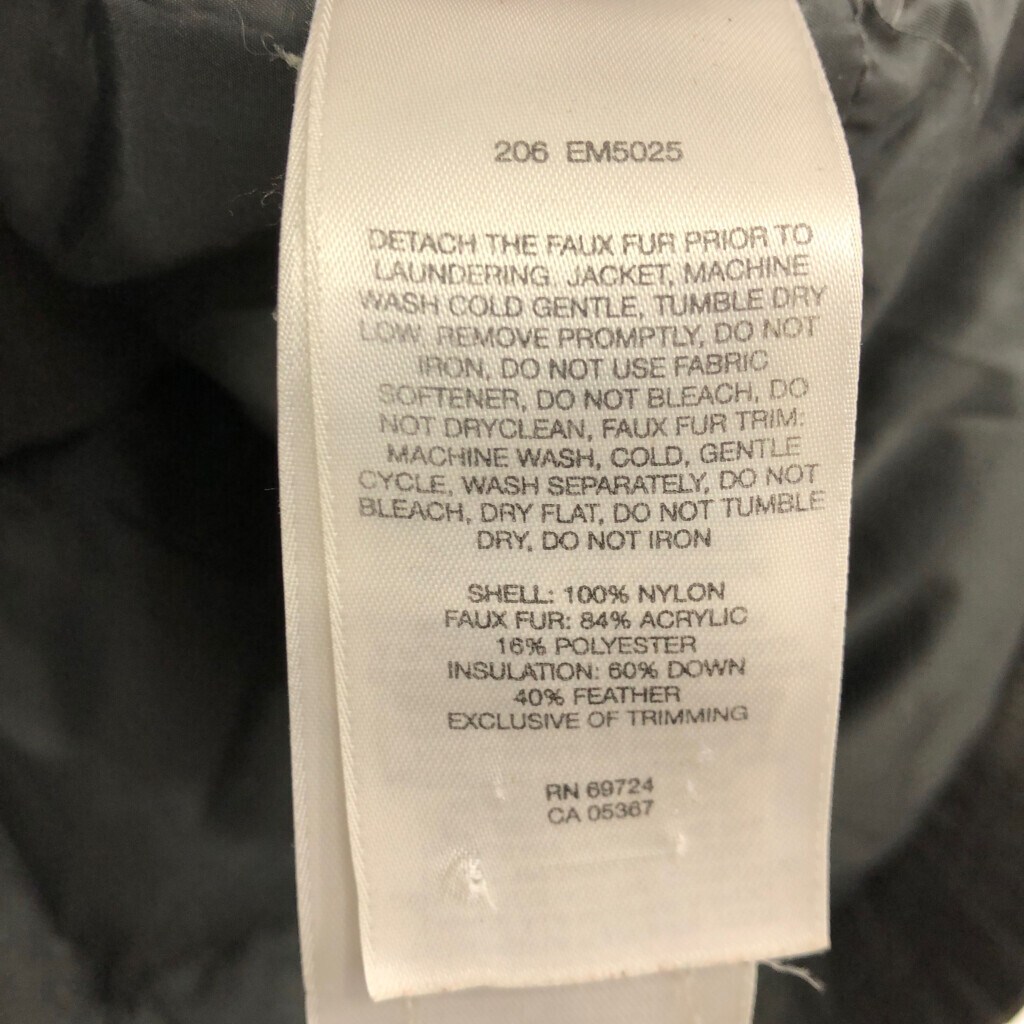 206 EM5025
DETACH THE FAUX FUR PRIOR TO
LAUNDERING. JACKET, MACHINE
WASH COLD GENTLE, TUMBLE DRY
LOW, REMOVE PROMPTLY, DO NOT
IRON, DO NOT USE FABRIC
SOFTENER, DO NOT BLEACH, DO
NOT DRYCLEAN, FAUX FUR TRIM:
MACHINE WASH, COLD, GENTLE
CYCLE, WASH SEPARATELY, DO NOT
BLEACH, DRY FLAT, DO NOT TUMBLE
DRY, DO NOT IRON
SHELL: 100% NYLON
FAUX FUR: 84% ACRYLIC
16% POLYESTER
INSULATION: 60% DOWN
40% FEATHER
EXCLUSIVE OF TRIMMING
RN 69724
CA 05367